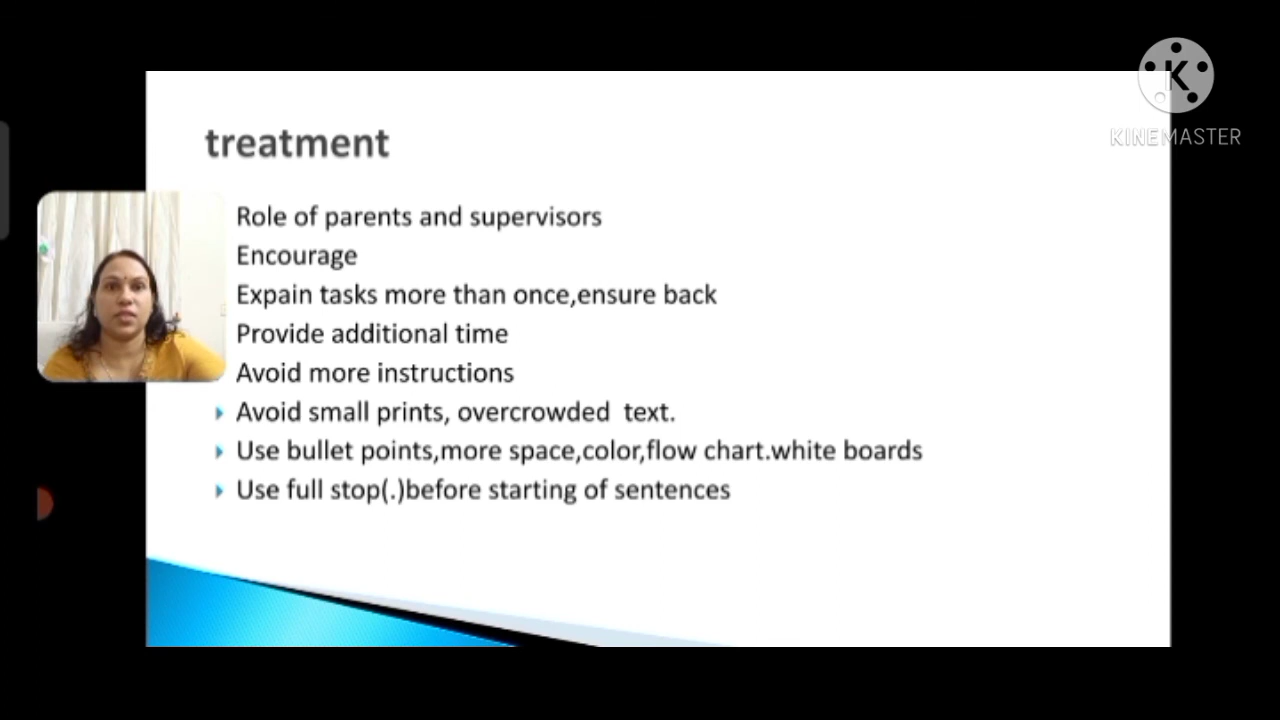 KINEMASTER
treatment
Role of parents and supervisors
Encourage
Expain tasks more than once,ensure back
Provide additional time
Avoid more instructions
Avoid small prints, overcrowded  text.
Use bullet points,more space,color,flow chart.white boards
Use full stop(.)before starting of sentences